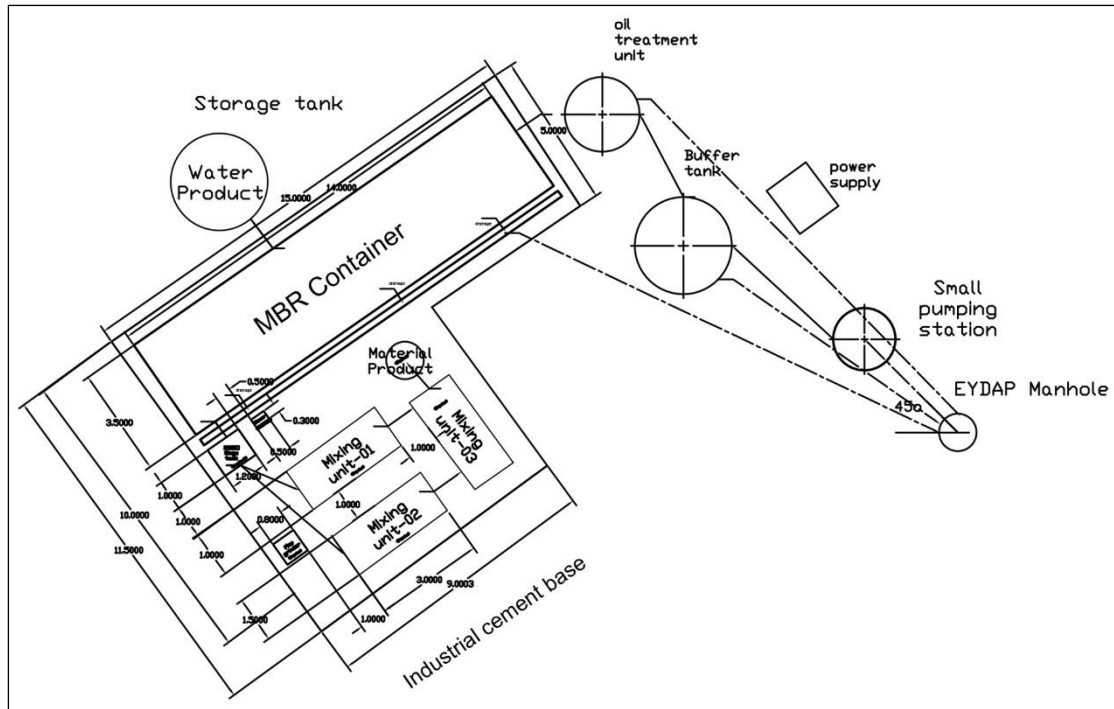 oil
treatment
unit
Storage tank
Water
Product
5.0000
Buffer
tank
power
supply
14.0000
15.0000
drainage
MBR Container
drainage
Small
pumping
station
Material
Product
EYDAP Manhole
45o
0.5000
drainage
3.5000
0.3000
0.5000
1.2000
Mixing
unit-01
Mixing
unit-03
1.0000
1.0000
1.0000
10.0000
11.5000
1.0000
0.8000
1.0000
Mixing
unit-02
3.0000
9.0003
1.0000
1.5000
Industrial cement base